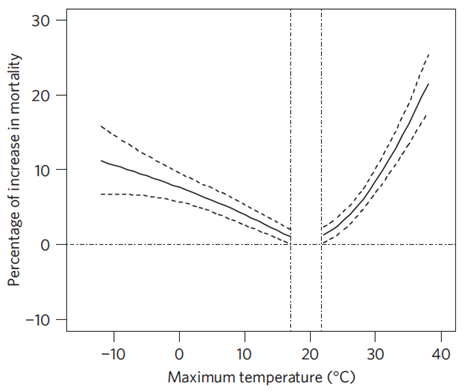 Percentage of increase in mortality
30
20
10
0
−10
−10 0 10 20 30 40
Maximum temperature (°C)